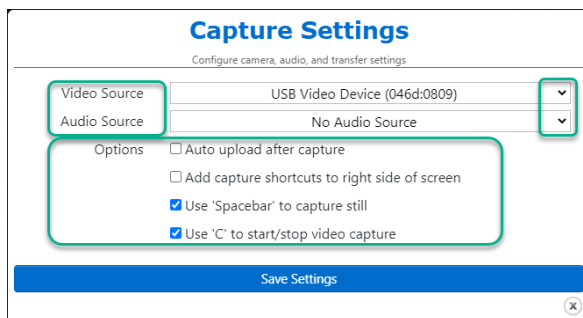 Capture Settings
Configure camera, audio, and transfer settings
Video Source USB Video Device (046d:0809)
Audio Source No Audio Source
Options Auto upload after capture
Add capture shortcuts to right side of screen
Use 'Spacebar' to capture still
Use 'C' to start/stop video capture
Save Settings
x